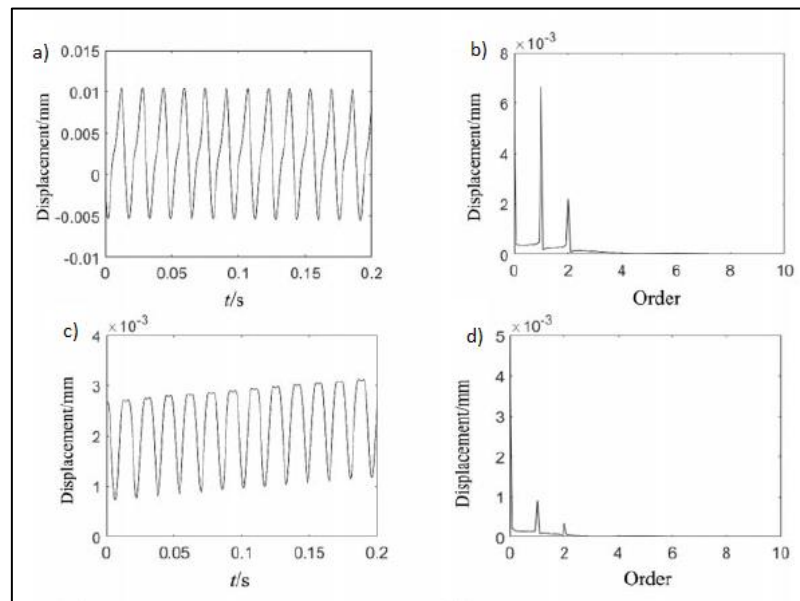 a)
0.015
0.01
0.005
0
-0.005
-0.01
Displacement/mm
0 0.05 0.1 0.15 0.2
t/s
b)
× 10⁻³
8
6
4
2
0
Displacement/mm
0 2 4 6 8 10
Order
c)
× 10⁻³
4
3
2
1
0
Displacement/mm
0 0.05 0.1 0.15 0.2
t/s
d)
× 10⁻³
5
4
3
2
1
0
Displacement/mm
0 2 4 6 8 10
Order